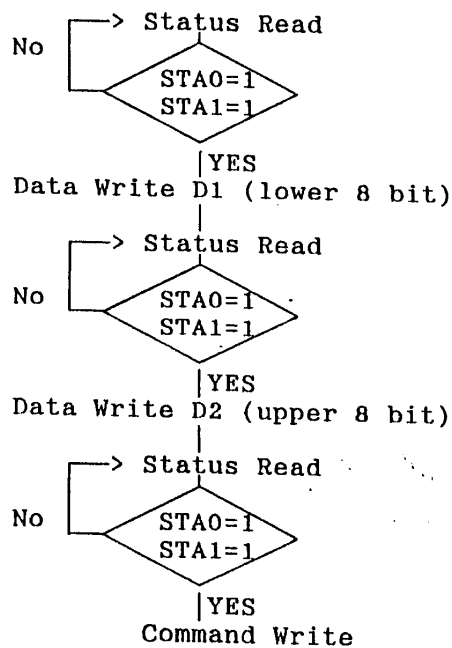 > Status Read
No
STA0=1
STA1=1
YES
Data Write D1 (lower 8 bit)
> Status Read
No
STA0=1
STA1=1
YES
Data Write D2 (upper 8 bit)
> Status Read
No
STA0=1
STA1=1
YES
Command Write